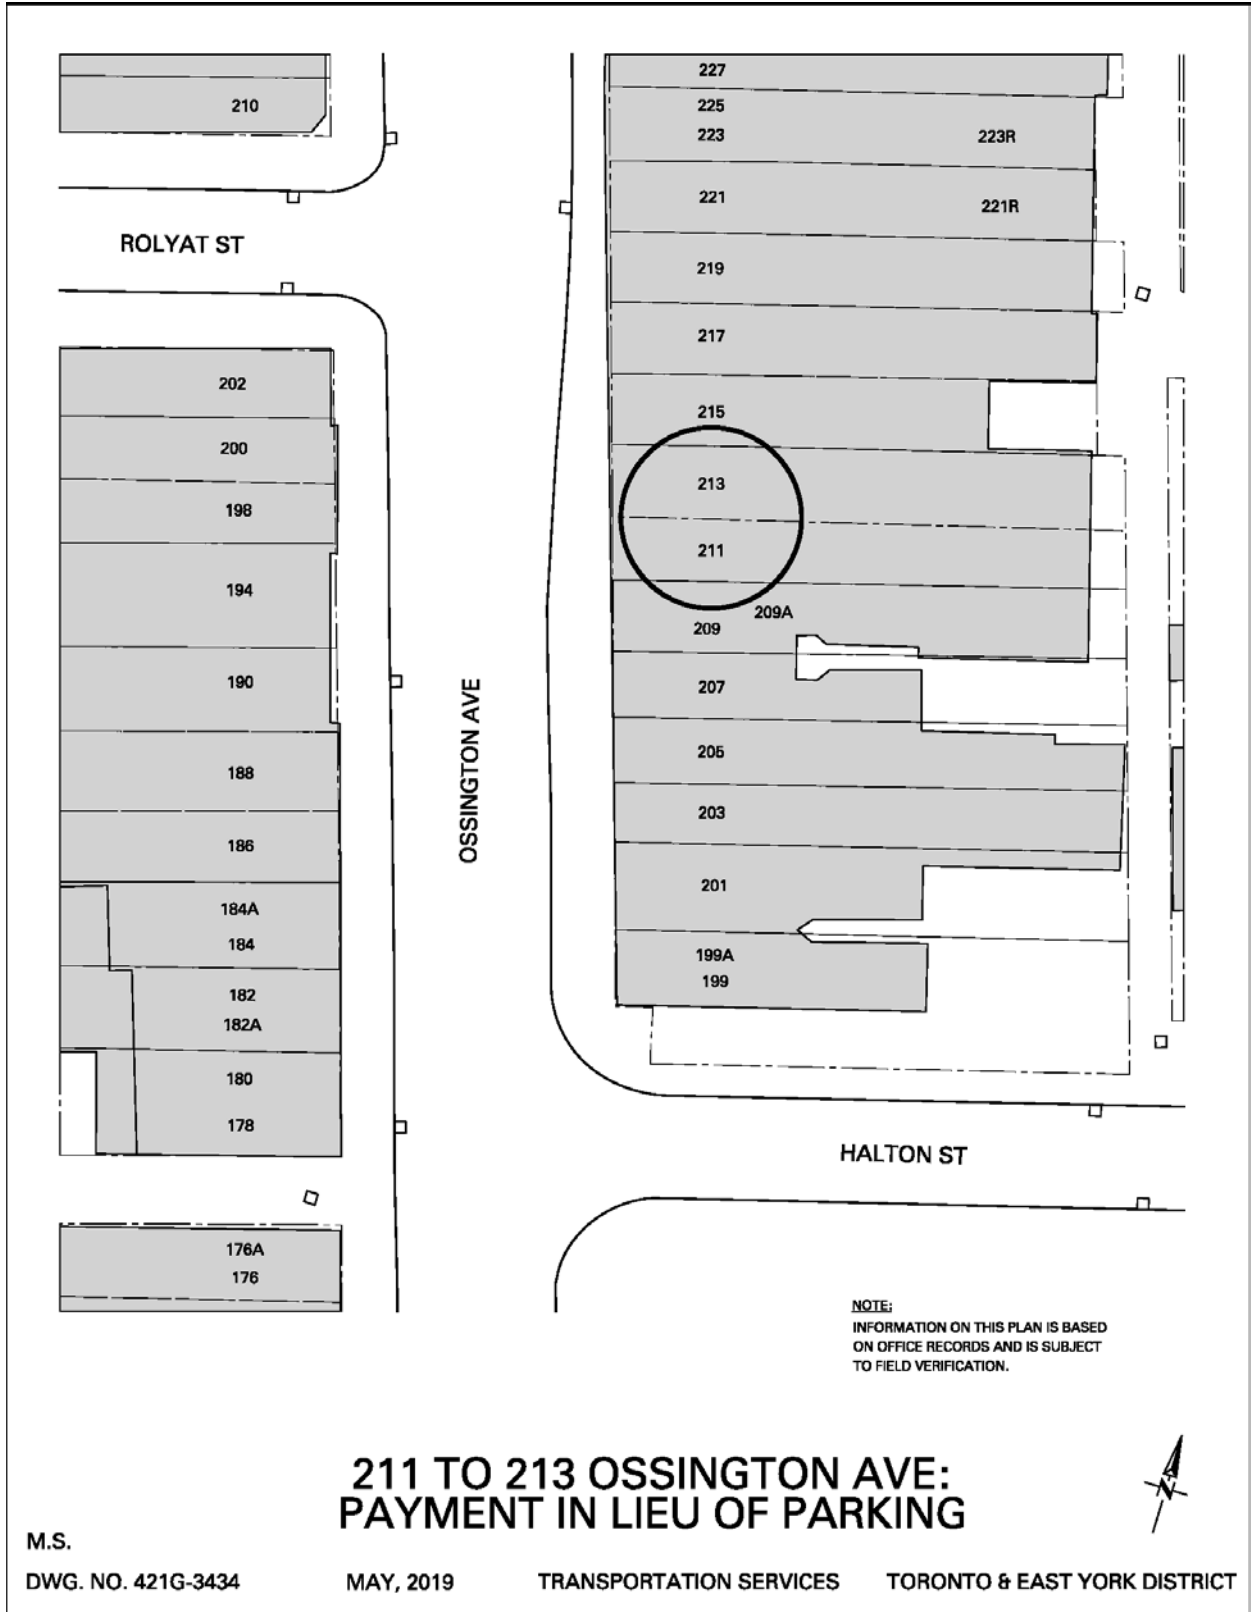 227
210
225
223
223R
221
221R
ROLYAT ST
219
217
202
215
200
213
198
211
194
209A
209
190
207
OSSINGTON AVE
205
188
203
186
201
184A
184
199A
199
182
182A
180
178
HALTON ST
176A
176
NOTE:
INFORMATION ON THIS PLAN IS BASED
ON OFFICE RECORDS AND IS SUBJECT
TO FIELD VERIFICATION.
211 TO 213 OSSINGTON AVE:
PAYMENT IN LIEU OF PARKING
N
M.S.
DWG. NO. 421G-3434 MAY, 2019 TRANSPORTATION SERVICES TORONTO & EAST YORK DISTRICT